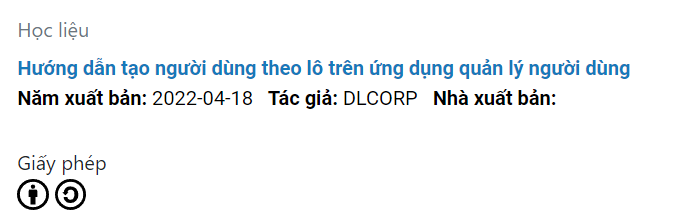 Học liệu
Hướng dẫn tạo người dùng theo lô trên ứng dụng quản lý người dùng
Năm xuất bản: 2022-04-18 Tác giả: DLCORP Nhà xuất bản:
Giấy phép